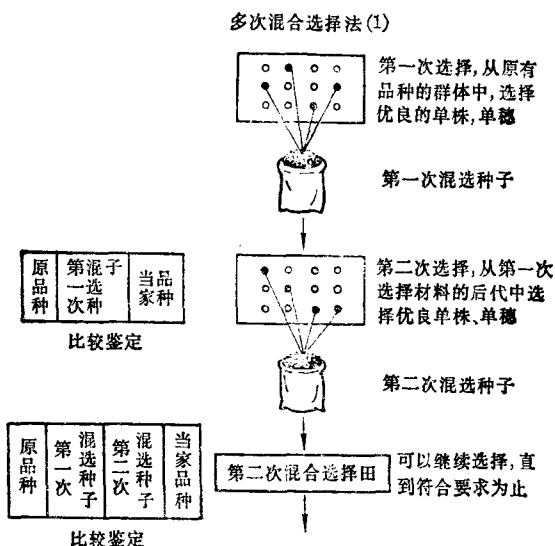 多次混合选择法(1)
第一次选择,从原有
品种的群体中,选择
优良的单株,单穗
第一次混选种子
原品种
第一次
混选种子
当家品种
比较鉴定
第二次选择,从第一次
选择材料的后代中选
择优良单株、单穗
第二次混选种子
原品种
第一次
混选种子
第二次
混选种子
当家品种
比较鉴定
第二次混合选择田
可以继续选择,直
到符合要求为止